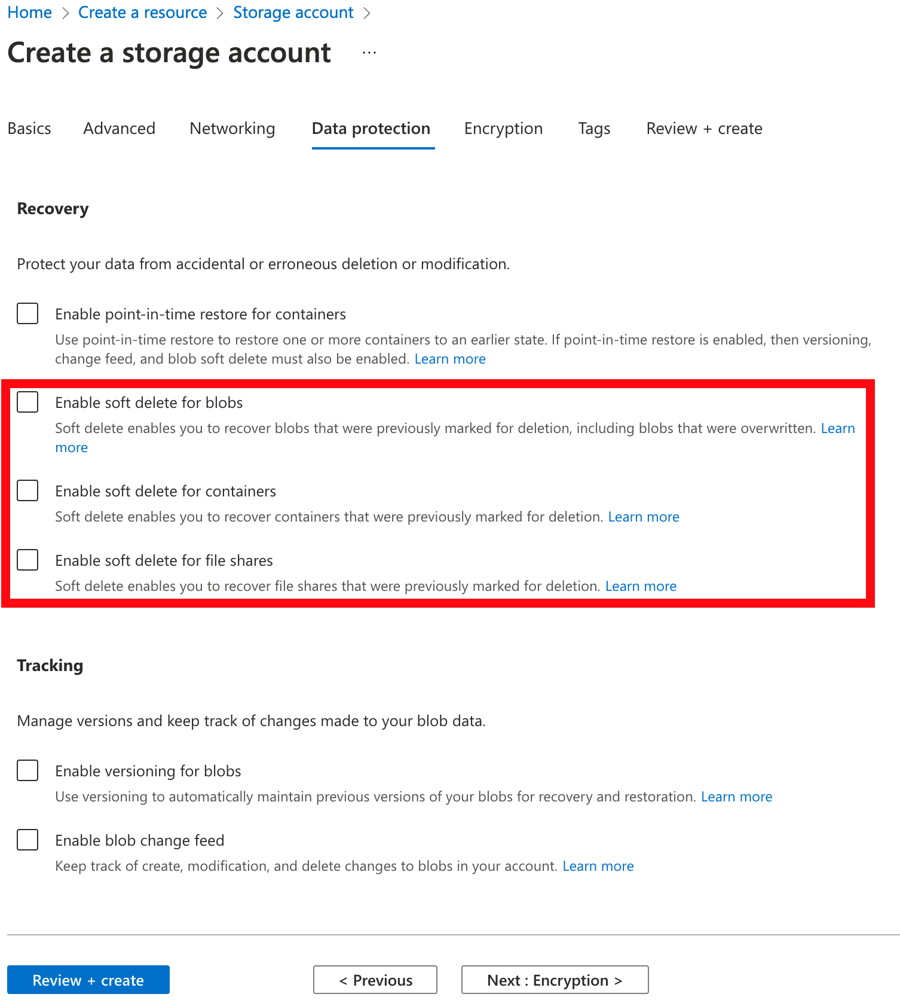 Home > Create a resource > Storage account >
Create a storage account ...
Basics Advanced Networking Data protection Encryption Tags Review + create
Recovery
Protect your data from accidental or erroneous deletion or modification.
Enable point-in-time restore for containers
Use point-in-time restore to restore one or more containers to an earlier state. If point-in-time restore is enabled, then versioning,
change feed, and blob soft delete must also be enabled. Learn more
Enable soft delete for blobs
Soft delete enables you to recover blobs that were previously marked for deletion, including blobs that were overwritten. Learn
more
Enable soft delete for containers
Soft delete enables you to recover containers that were previously marked for deletion. Learn more
Enable soft delete for file shares
Soft delete enables you to recover file shares that were previously marked for deletion. Learn more
Tracking
Manage versions and keep track of changes made to your blob data.
Enable versioning for blobs
Use versioning to automatically maintain previous versions of your blobs for recovery and restoration. Learn more
Enable blob change feed
Keep track of create, modification, and delete changes to blobs in your account. Learn more
Review + create < Previous Next : Encryption >